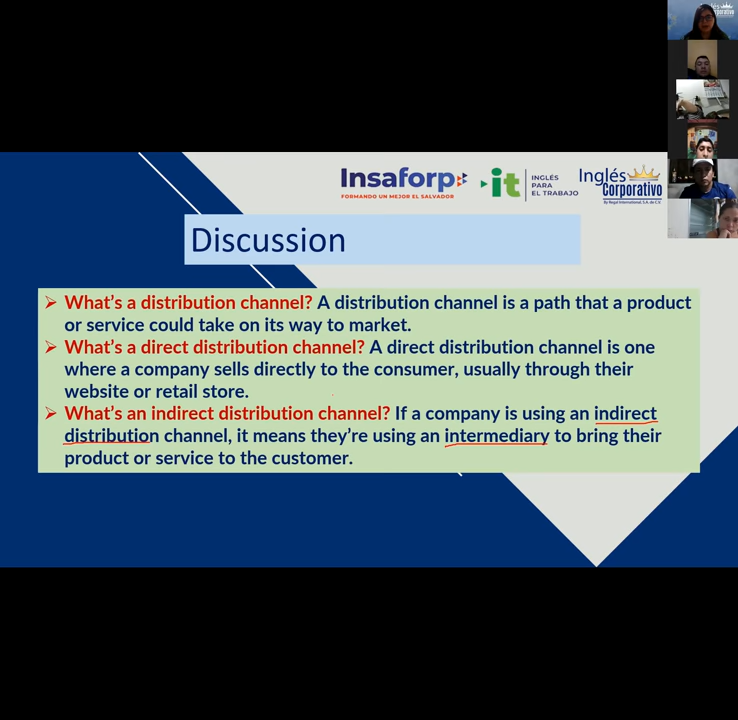 Insaforp
FORMANDO UN MEJOR EL SALVADOR
it
INGLÉS
PARA
EL TRABAJO
Inglés
Corporativo
By Regal International, S.A. de C.V.
Discussion
➤ What's a distribution channel? A distribution channel is a path that a product
or service could take on its way to market.
➤ What's a direct distribution channel? A direct distribution channel is one
where a company sells directly to the consumer, usually through their
website or retail store.
➤ What's an indirect distribution channel? If a company is using an indirect
distribution channel, it means they're using an intermediary to bring their
product or service to the customer.